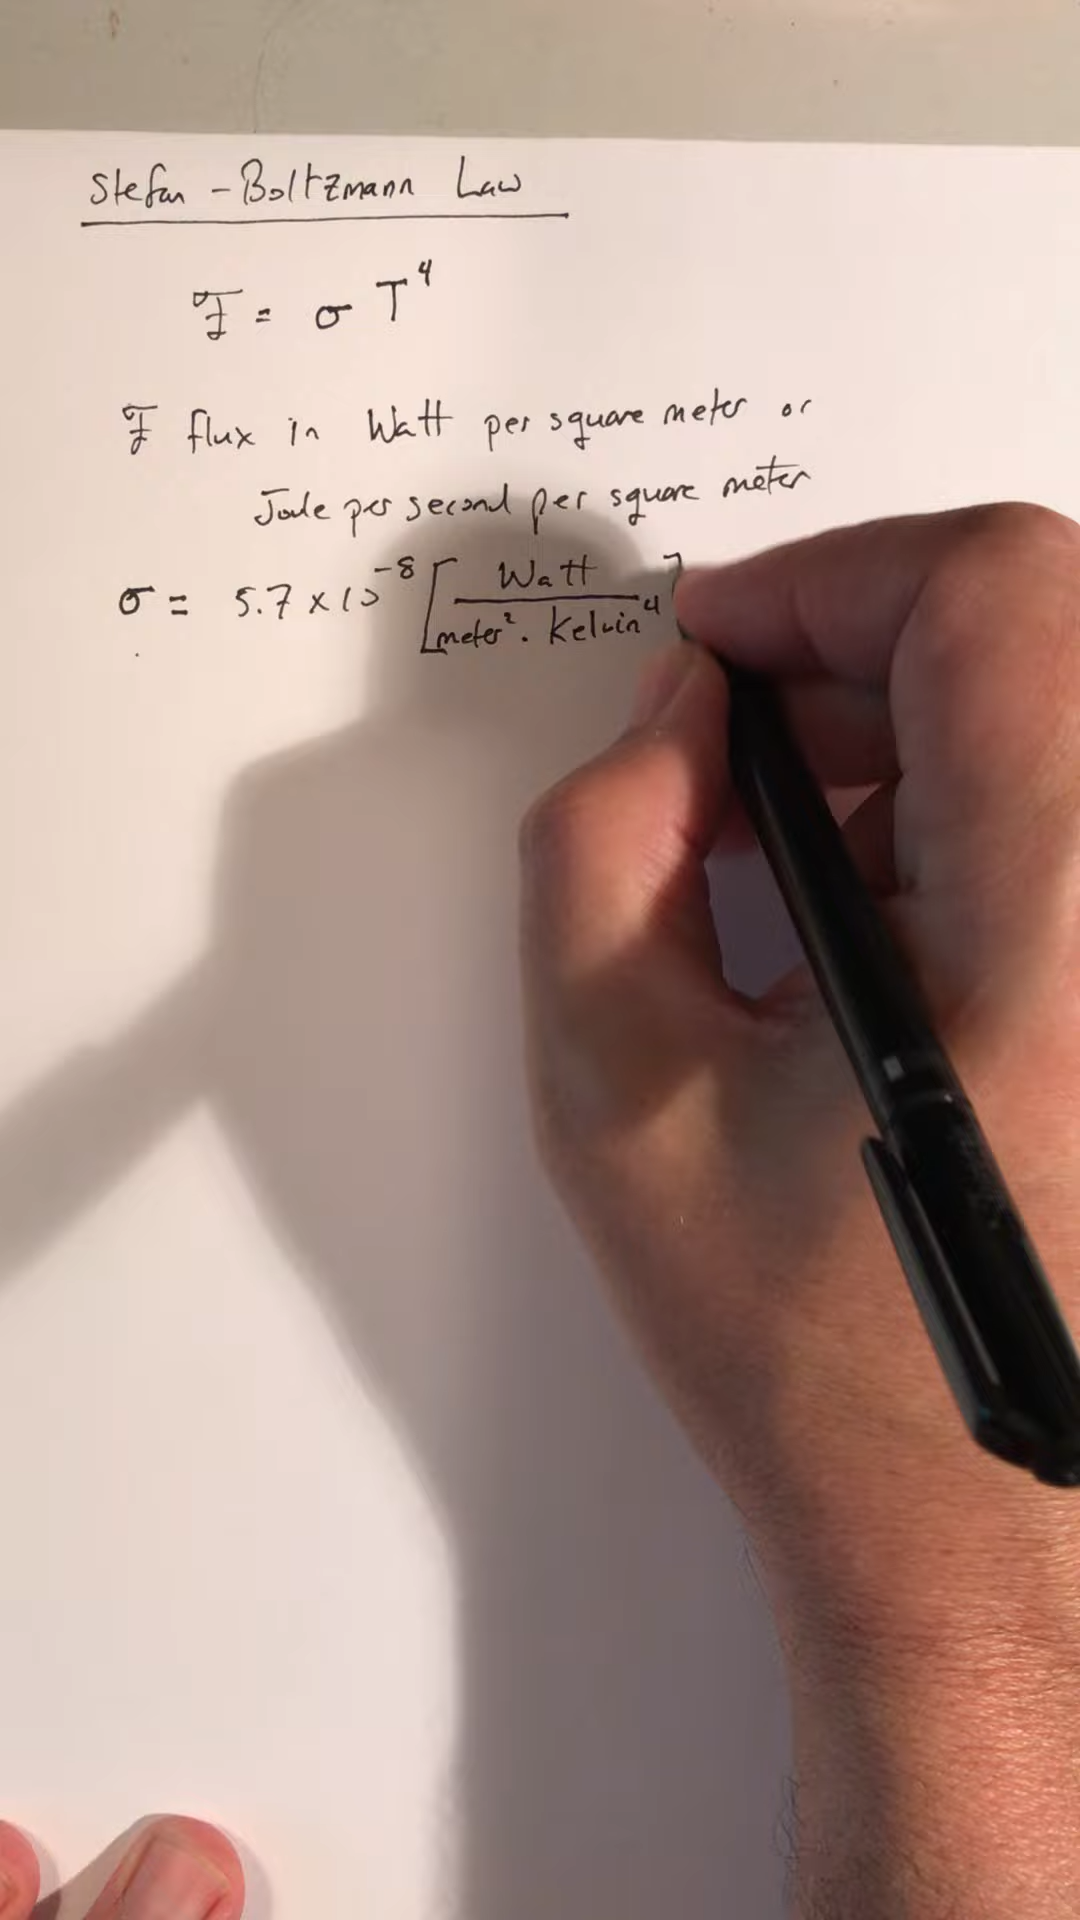 Stefan - Boltzmann Law
F = σ T⁴
F flux in Watt per square meter or
Joule per second per square meter
σ = 5.7 × 10⁻⁸ [Watt / meter² . Kelvin⁴]